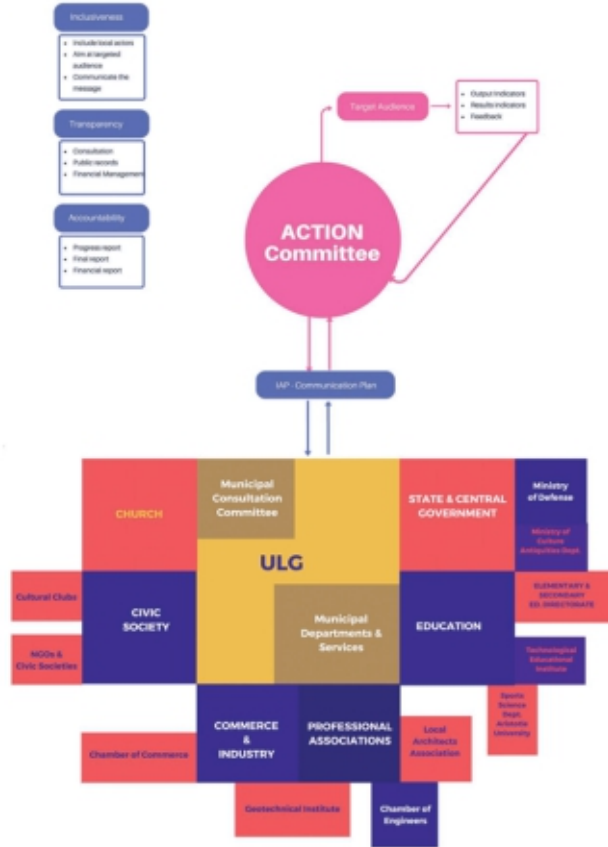 Inclusiveness
Include local actors
Aim at targeted
audience
Communicate the
message
Transparency
Consultation
Public records
Financial Management
Accountability
Progress report
Final report
Financial report
Target Audience
Output Indicators
Results Indicators
Feedback
ACTION
Committee
IAP - Communication Plan
CHURCH
Municipal
Consultation
Committee
STATE & CENTRAL
GOVERNMENT
Ministry
of Defense
Ministry of
Culture
Antiquities Dept.
ULG
Cultural Clubs
CIVIC
SOCIETY
NGOs &
Civic Societies
Municipal
Departments &
Services
EDUCATION
ELEMENTARY &
SECONDARY
ED. DIRECTORATE
Technological
Educational
Institute
Sports
Science
Dept.
Aristotle
University
COMMERCE
&
INDUSTRY
PROFESSIONAL
ASSOCIATIONS
Local
Architects
Association
Chamber of Commerce
Geotechnical Institute
Chamber of
Engineers